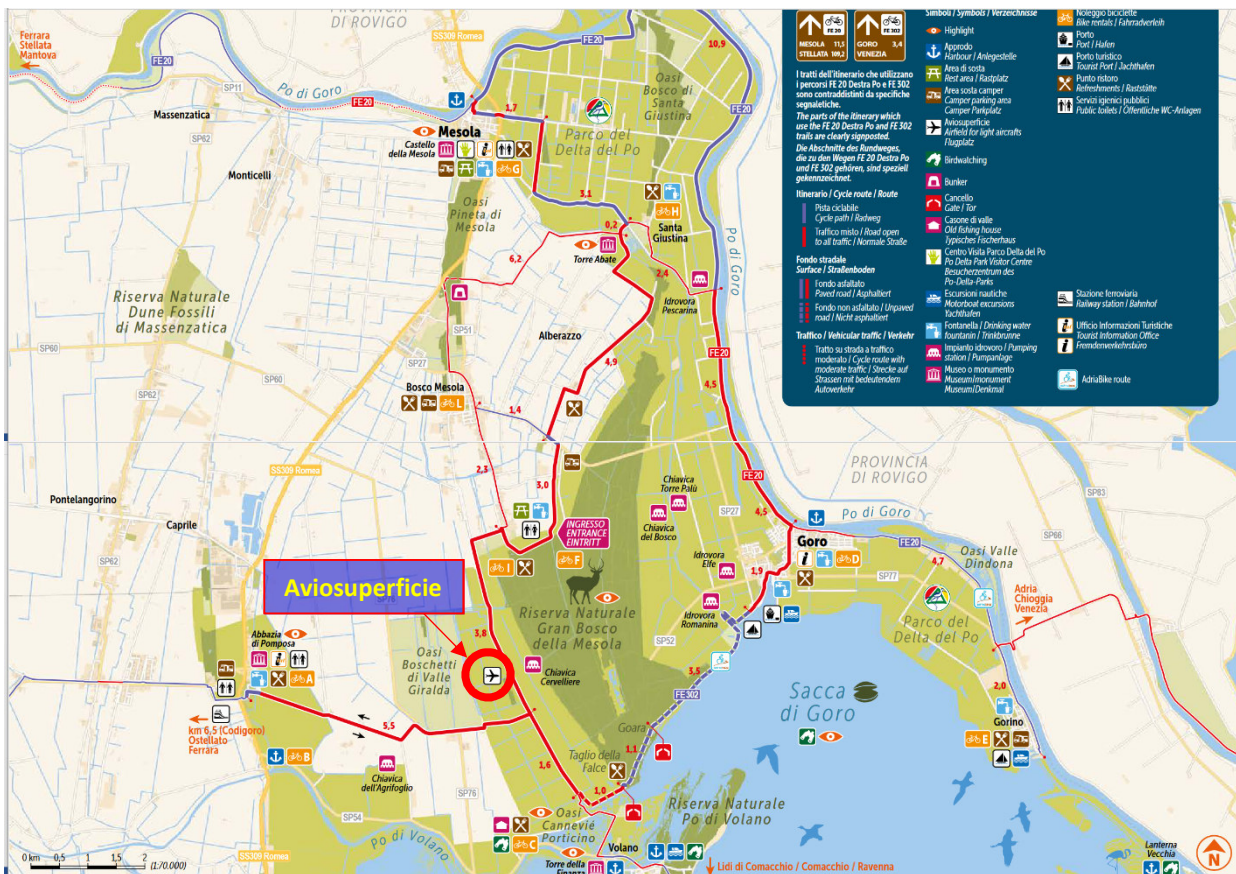 PROVINCIA
DI ROVIGO
Ferrara
Stellata
Mantova
FE20
SS309 Romea
FE20
10,9
SP11
Po di Goro
FE20
Massenzatica
SP62
Monticelli
1,7
Mesola
Castello
della Mesola
G
Parco del
Delta del Po
Oasi
Bosco di
Santa
Giustina
Oasi
Pineta di
Mesola
3,1
H
0,2
Santa
Giustina
Torre Abate
6,2
2,4
Po di Goro
Idrovora
Pescarina
Riserva Naturale
Dune Fossili
di Massenzatica
SP60
SP51
Alberazzo
SP27
SP60
4,9
FE20
4,5
Bosco Mesola
L
1,4
SP62
2,3
3,0
SS309 Romea
Pontelangorino
Caprile
SP62
Chiavica
Torre Palù
SP27
Chiavica
del Bosco
4,5
FE20
PROVINCIA
DI ROVIGO
SP83
Po di Goro
INGRESSO
ENTRANCE
EINTRITT
F
I
Idrovora
Elfe
Goro
D
FE20
4,7
Oasi Valle
Dindona
SP66
1,9
SP77
Aviosuperficie
Riserva Naturale
Gran Bosco
della Mesola
Idrovora
Romanina
Parco del
Delta del Po
Adria
Chioggia
Venezia
3,8
SP52
Abbazia
di Pomposa
A
Oasi
Boschetti
di Valle
Giralda
Chiavica
Cervelliere
3,5
FE302
Sacca
di Goro
2,0
Gorino
E
km 6,5 (Codigoro)
Ostellato
Ferrara
5,5
Goara
1,1
Taglio della
Falce
B
Chiavica
dell'Agrifoglio
1,6
1,0
SP76
SP54
Po di Volano
C
Oasi
Cannevié
Porticino
Riserva Naturale
Po di Volano
Volano
Torre della
Finanza
SS309 Romea
0 km 0,5 1 1,5 2 (1:70.000)
Lidi di Comacchio / Comacchio / Ravenna
Lanterna
Vecchia
N
FE 20
MESOLA 11,5
STELLATA 109,2
FE 302
GORO 3,4
VENEZIA
I tratti dell'itinerario che utilizzano
i percorsi FE 20 Destra Po e FE 302
sono contraddistinti da specifiche
segnaletiche.
The parts of the itinerary which
use the FE 20 Destra Po and FE 302
trails are clearly signposted.
Die Abschnitte des Rundweges,
die zu den Wegen FE 20 Destra Po
und FE 302 gehören, sind speziell
gekennzeichnet.
Itinerario / Cycle route / Route
Pista ciclabile
Cycle path / Radweg
Traffico misto / Road open
to all traffic / Normale Straße
Fondo stradale
Surface / Straßenboden
Fondo asfaltato
Paved road / Asphaltiert
Fondo non asfaltato / Unpaved
road / Nicht asphaltiert
Traffico / Vehicular traffic / Verkehr
Tratto su strada a traffico
moderato / Cycle route with
moderate traffic / Strecke auf
Strassen mit bedeutendem
Autoverkehr
Simboli / Symbols / Verzeichnisse
Highlight
Approdo
Harbour / Anlegestelle
Area di sosta
Rest area / Rastplatz
Area sosta camper
Camper parking area
Camper Parkplatz
Aviosuperficie
Airfield for light aircrafts
Flugplatz
Birdwatching
Bunker
Cancello
Gate / Tor
Casone di valle
Old fishing house
Typisches Fischerhaus
Centro Visita Parco Delta del Po
Po Delta Park Visitor Centre
Besucherzentrum des
Po-Delta-Parks
Escursioni nautiche
Motorboat excursions
Yachthafen
Fontanella / Drinking water
fountanin / Trinkbrunne
Impianto idrovoro / Pumping
station / Pumpanlage
Museo o monumento
Museum/monument
Museum/Denkmal
Noleggio biciclette
Bike rentals / Fahrradverleih
Porto
Port / Hafen
Porto turistico
Tourist Port / Jachthafen
Punto ristoro
Refreshments / Raststätte
Servizi igienici pubblici
Public toilets / Öffentliche WC-Anlagen
Stazione ferroviaria
Railway station / Bahnhof
Ufficio Informazioni Turistiche
Tourist Information Office
Fremdenverkehrsbüro
AdriaBike route